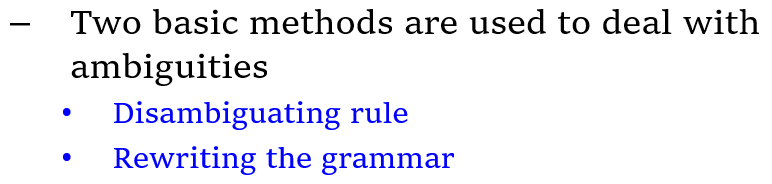 – Two basic methods are used to deal with
ambiguities
• Disambiguating rule
• Rewriting the grammar